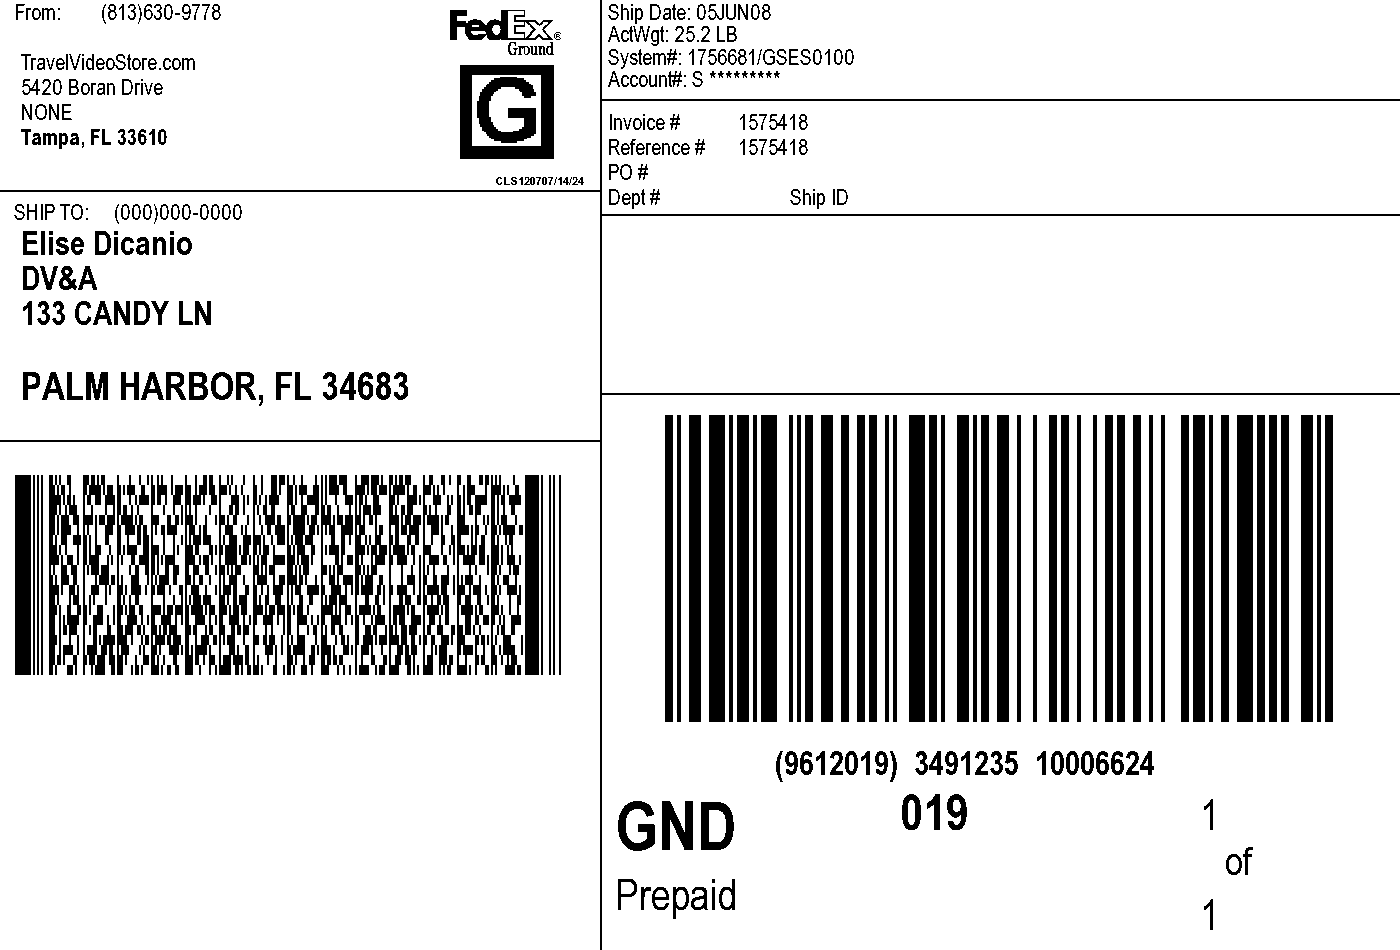 From: (813)630-9778
TravelVideoStore.com
5420 Boran Drive
NONE
Tampa, FL 33610
FedEx®
Ground
G
CLS120707/14/24
SHIP TO: (000)000-0000
Elise Dicanio
DV&A
133 CANDY LN
PALM HARBOR, FL 34683
Ship Date: 05JUN08
ActWgt: 25.2 LB
System#: 1756681/GSES0100
Account#: S *********
Invoice # 1575418
Reference # 1575418
PO #
Dept # Ship ID
(9612019) 3491235 10006624
GND 019 1
of
Prepaid 1